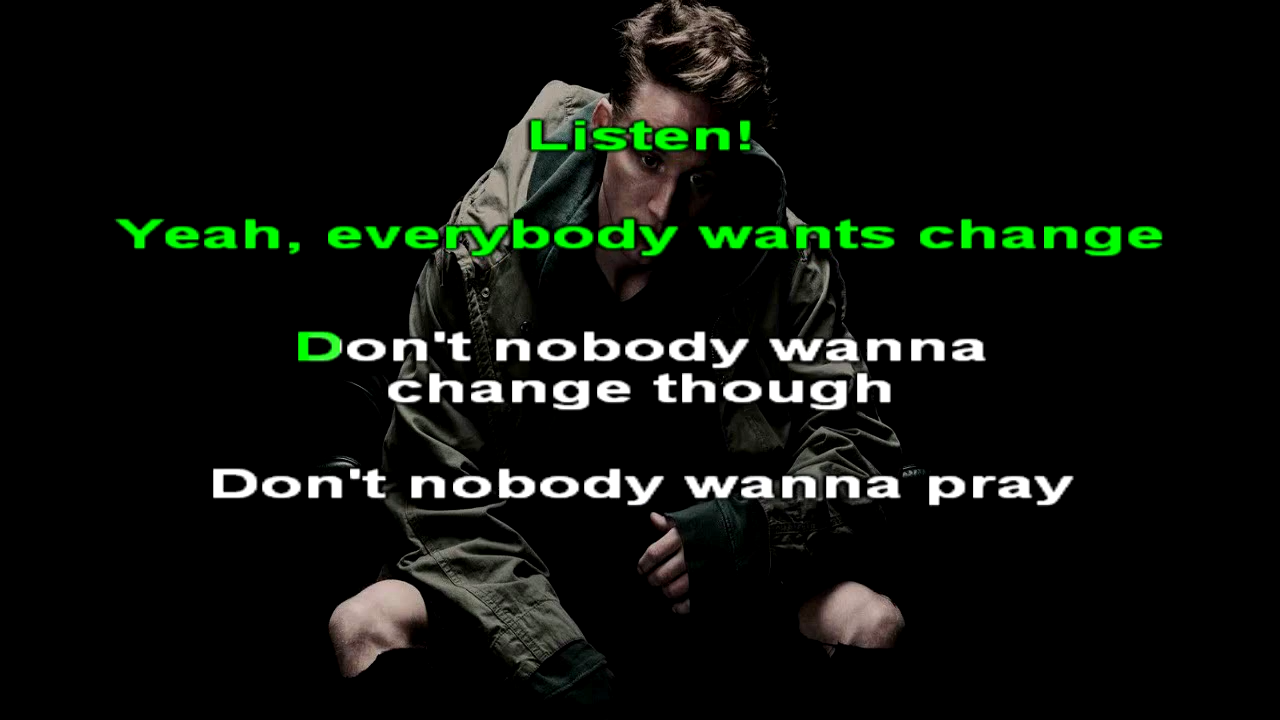 Listen!
Yeah, everybody wants change
Don't nobody wanna
change though
Don't nobody wanna pray